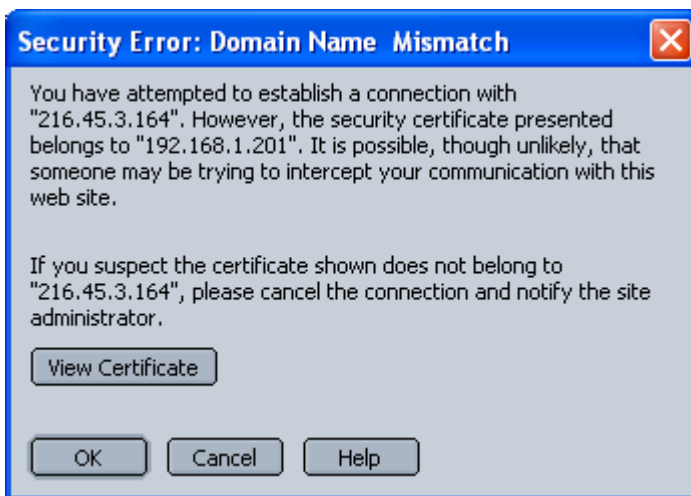 Security Error: Domain Name  Mismatch
You have attempted to establish a connection with
"216.45.3.164". However, the security certificate presented
belongs to "192.168.1.201". It is possible, though unlikely, that
someone may be trying to intercept your communication with this
web site.
If you suspect the certificate shown does not belong to
"216.45.3.164", please cancel the connection and notify the site
administrator.
View Certificate
OK Cancel Help